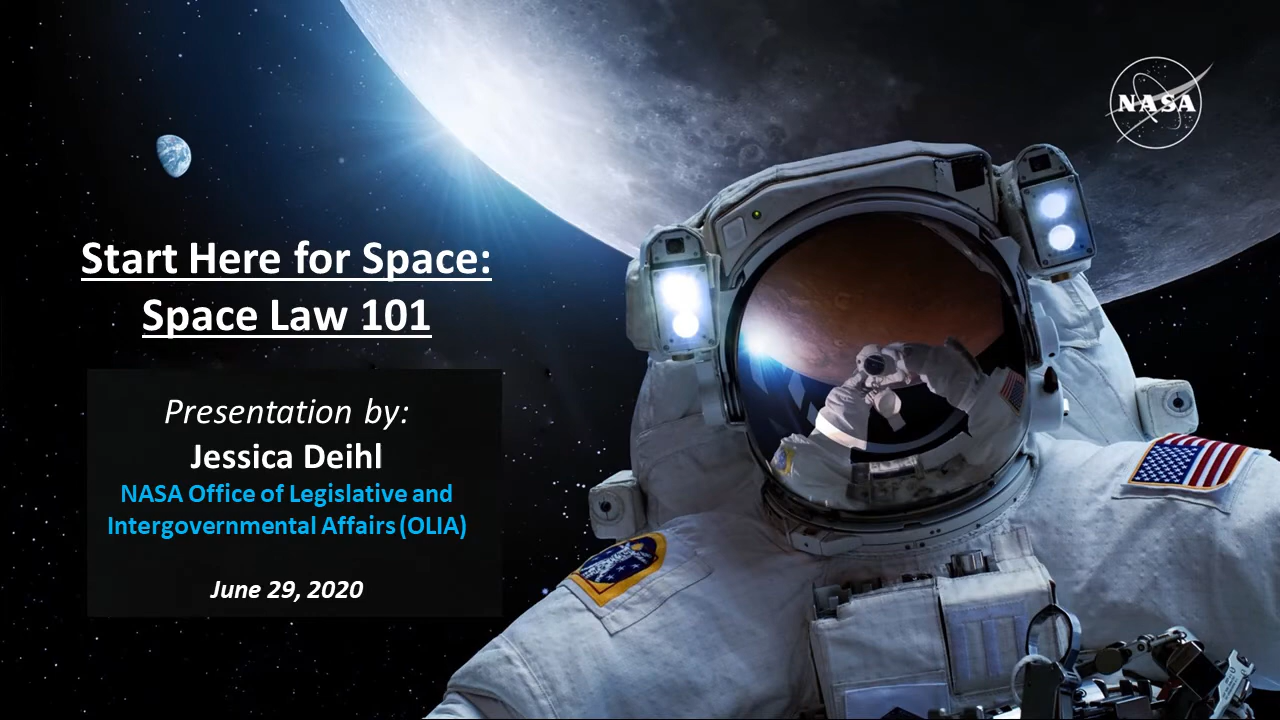 NASA
Start Here for Space:
Space Law 101
Presentation by:
Jessica Deihl
NASA Office of Legislative and
Intergovernmental Affairs (OLIA)
June 29, 2020